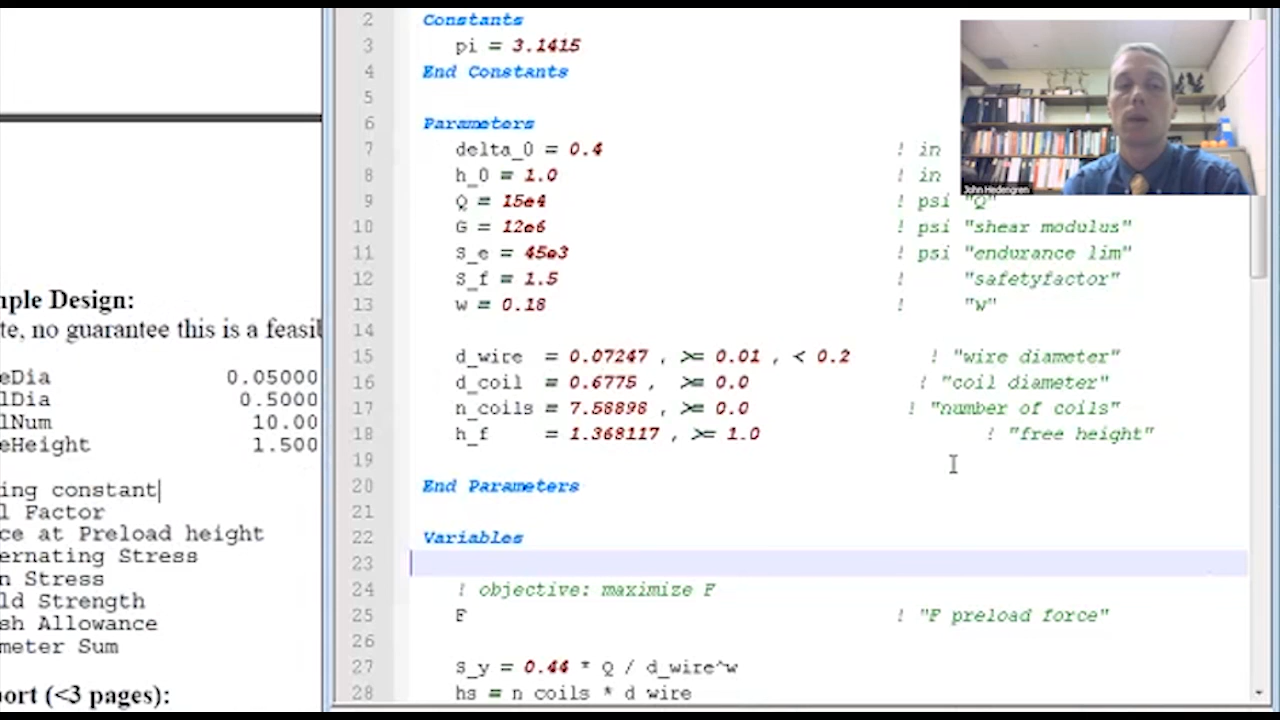 mple Design:
te, no guarantee this is a feasil
eDia 0.05000
lDia 0.5000
lNum 10.00
eHeight 1.500
ing constant
l Factor
ce at Preload height
ernating Stress
n Stress
ld Strength
sh Allowance
meter Sum
ort (<3 pages):
2 Constants
3 pi = 3.1415
4 End Constants
5
6 Parameters
7 delta_0 = 0.4 ! in
8 h_0 = 1.0 ! in
9 Q = 15e4 ! psi "Q"
10 G = 12e6 ! psi "shear modulus"
11 S_e = 45e3 ! psi "endurance lim"
12 S_f = 1.5 ! "safetyfactor"
13 w = 0.18 ! "w"
14
15 d_wire = 0.07247 , >= 0.01 , < 0.2 ! "wire diameter"
16 d_coil = 0.6775 , >= 0.0 ! "coil diameter"
17 n_coils = 7.58898 , >= 0.0 ! "number of coils"
18 h_f = 1.368117 , >= 1.0 ! "free height"
19
20 End Parameters
21
22 Variables
23
24 ! objective: maximize F
25 F ! "F preload force"
26
27 S_y = 0.44 * Q / d_wire^w
28 hs = n_coils * d_wire
John Hedengren